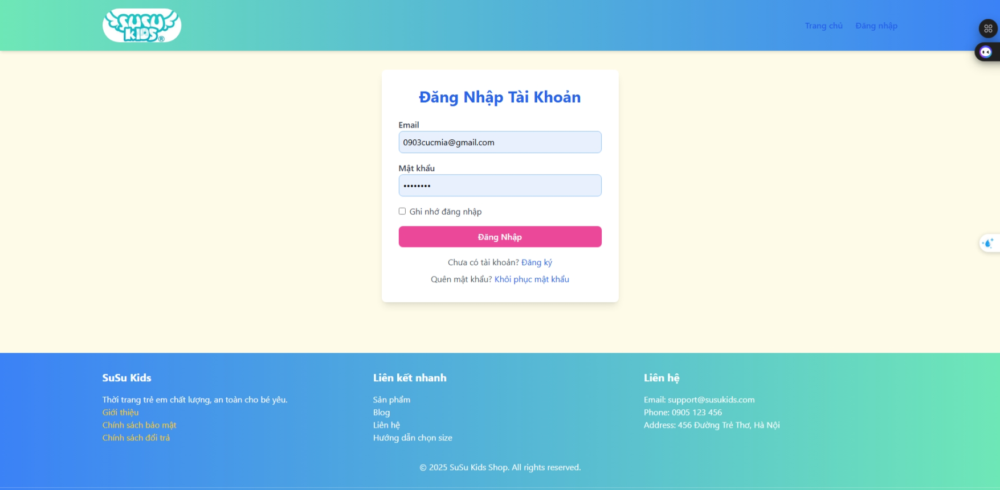 SUSU
KIDS®
Trang chủ Đăng nhập
Đăng Nhập Tài Khoản
Email
0903cucmia@gmail.com
Mật khẩu
••••••••
Ghi nhớ đăng nhập
Đăng Nhập
Chưa có tài khoản? Đăng ký
Quên mật khẩu? Khôi phục mật khẩu
SuSu Kids
Thời trang trẻ em chất lượng, an toàn cho bé yêu.
Giới thiệu
Chính sách bảo mật
Chính sách đổi trả
Liên kết nhanh
Sản phẩm
Blog
Liên hệ
Hướng dẫn chọn size
Liên hệ
Email: support@susukids.com
Phone: 0905 123 456
Address: 456 Đường Trẻ Thơ, Hà Nội
© 2025 SuSu Kids Shop. All rights reserved.